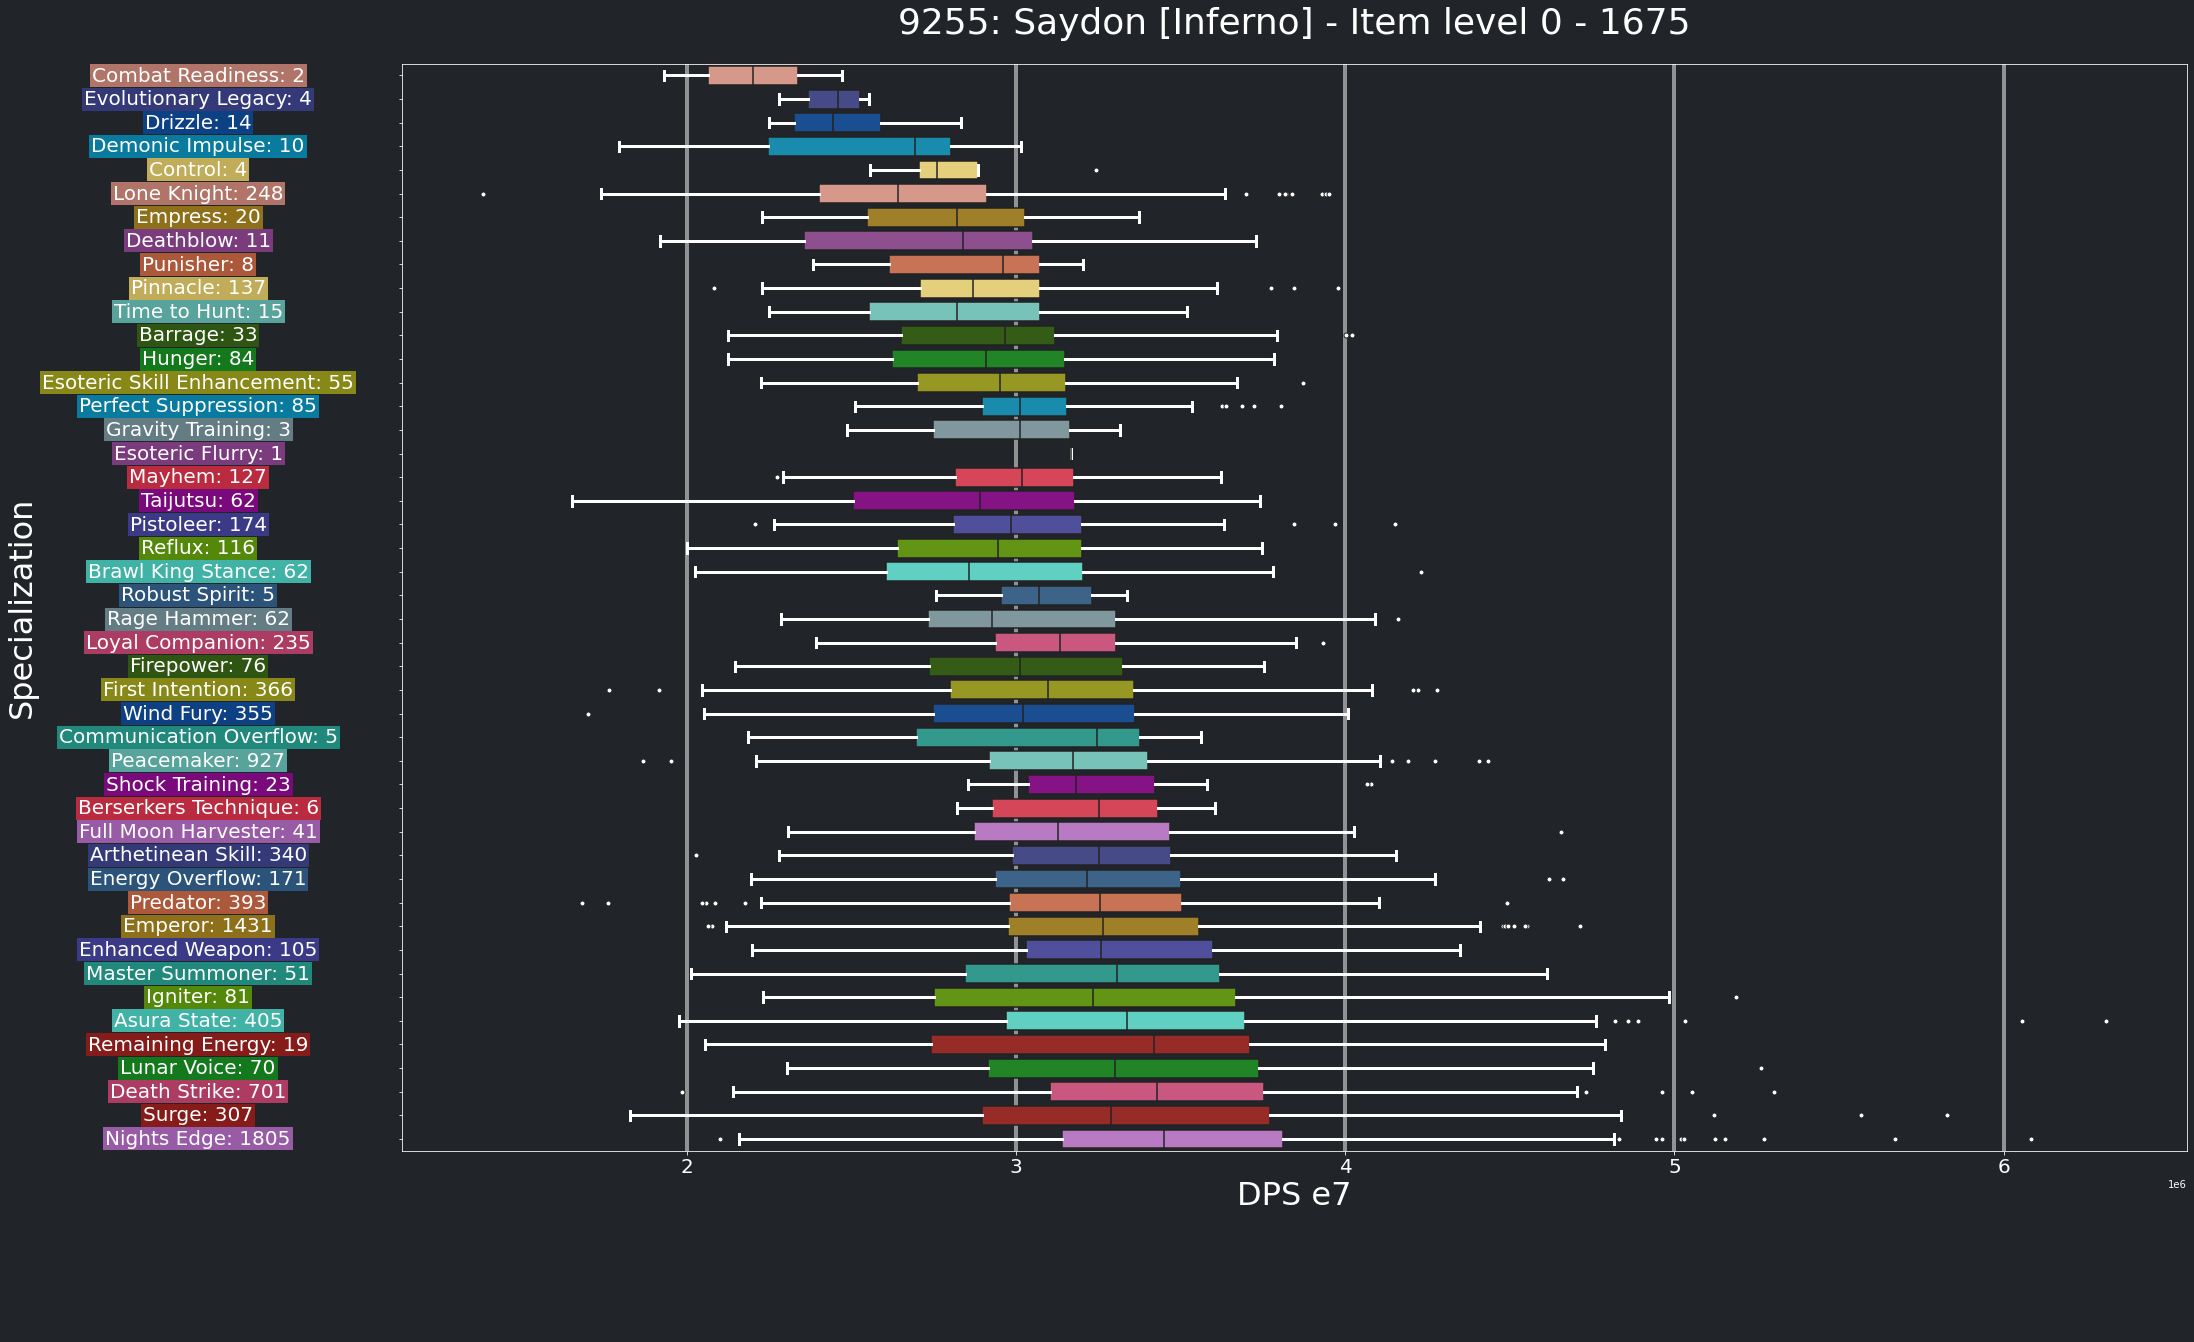 9255: Saydon [Inferno] - Item level 0 - 1675
Specialization
Combat Readiness: 2
Evolutionary Legacy: 4
Drizzle: 14
Demonic Impulse: 10
Control: 4
Lone Knight: 248
Empress: 20
Deathblow: 11
Punisher: 8
Pinnacle: 137
Time to Hunt: 15
Barrage: 33
Hunger: 84
Esoteric Skill Enhancement: 55
Perfect Suppression: 85
Gravity Training: 3
Esoteric Flurry: 1
Mayhem: 127
Taijutsu: 62
Pistoleer: 174
Reflux: 116
Brawl King Stance: 62
Robust Spirit: 5
Rage Hammer: 62
Loyal Companion: 235
Firepower: 76
First Intention: 366
Wind Fury: 355
Communication Overflow: 5
Peacemaker: 927
Shock Training: 23
Berserkers Technique: 6
Full Moon Harvester: 41
Arthetinean Skill: 340
Energy Overflow: 171
Predator: 393
Emperor: 1431
Enhanced Weapon: 105
Master Summoner: 51
Igniter: 81
Asura State: 405
Remaining Energy: 19
Lunar Voice: 70
Death Strike: 701
Surge: 307
Nights Edge: 1805
2 3 4 5 6
1e6
DPS e7